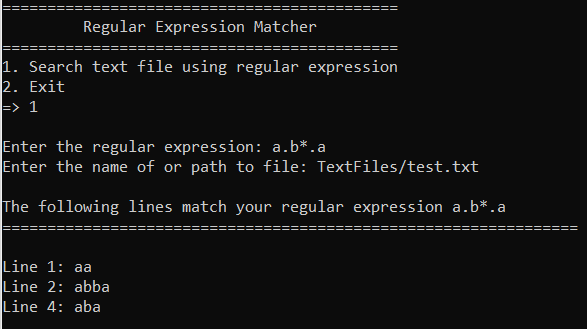 ============================================
Regular Expression Matcher
============================================
1. Search text file using regular expression
2. Exit
=> 1
Enter the regular expression: a.b*.a
Enter the name of or path to file: TextFiles/test.txt
The following lines match your regular expression a.b*.a
================================================================
Line 1: aa
Line 2: abba
Line 4: aba